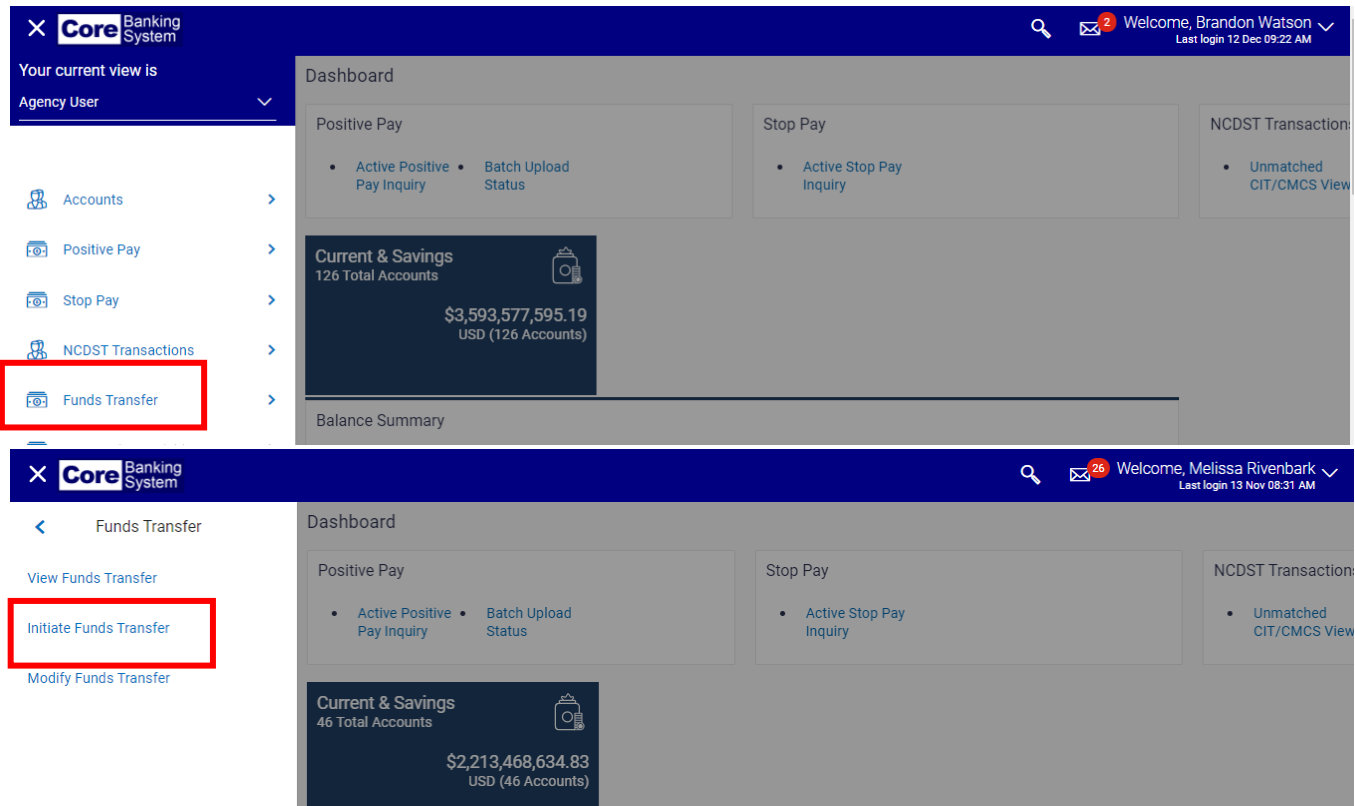 Core Banking System
2 Welcome, Brandon Watson
Last login 12 Dec 09:22 AM
Your current view is
Agency User
Accounts
Positive Pay
Stop Pay
NCDST Transactions
Funds Transfer
Dashboard
Positive Pay
• Active Positive Pay Inquiry
• Batch Upload Status
Stop Pay
• Active Stop Pay Inquiry
NCDST Transaction
• Unmatched CIT/CMCS View
Current & Savings
126 Total Accounts
$3,593,577,595.19
USD (126 Accounts)
Balance Summary
Core Banking System
26 Welcome, Melissa Rivenbark
Last login 13 Nov 08:31 AM
Funds Transfer
View Funds Transfer
Initiate Funds Transfer
Modify Funds Transfer
Dashboard
Positive Pay
• Active Positive Pay Inquiry
• Batch Upload Status
Stop Pay
• Active Stop Pay Inquiry
NCDST Transaction
• Unmatched CIT/CMCS View
Current & Savings
46 Total Accounts
$2,213,468,634.83
USD (46 Accounts)